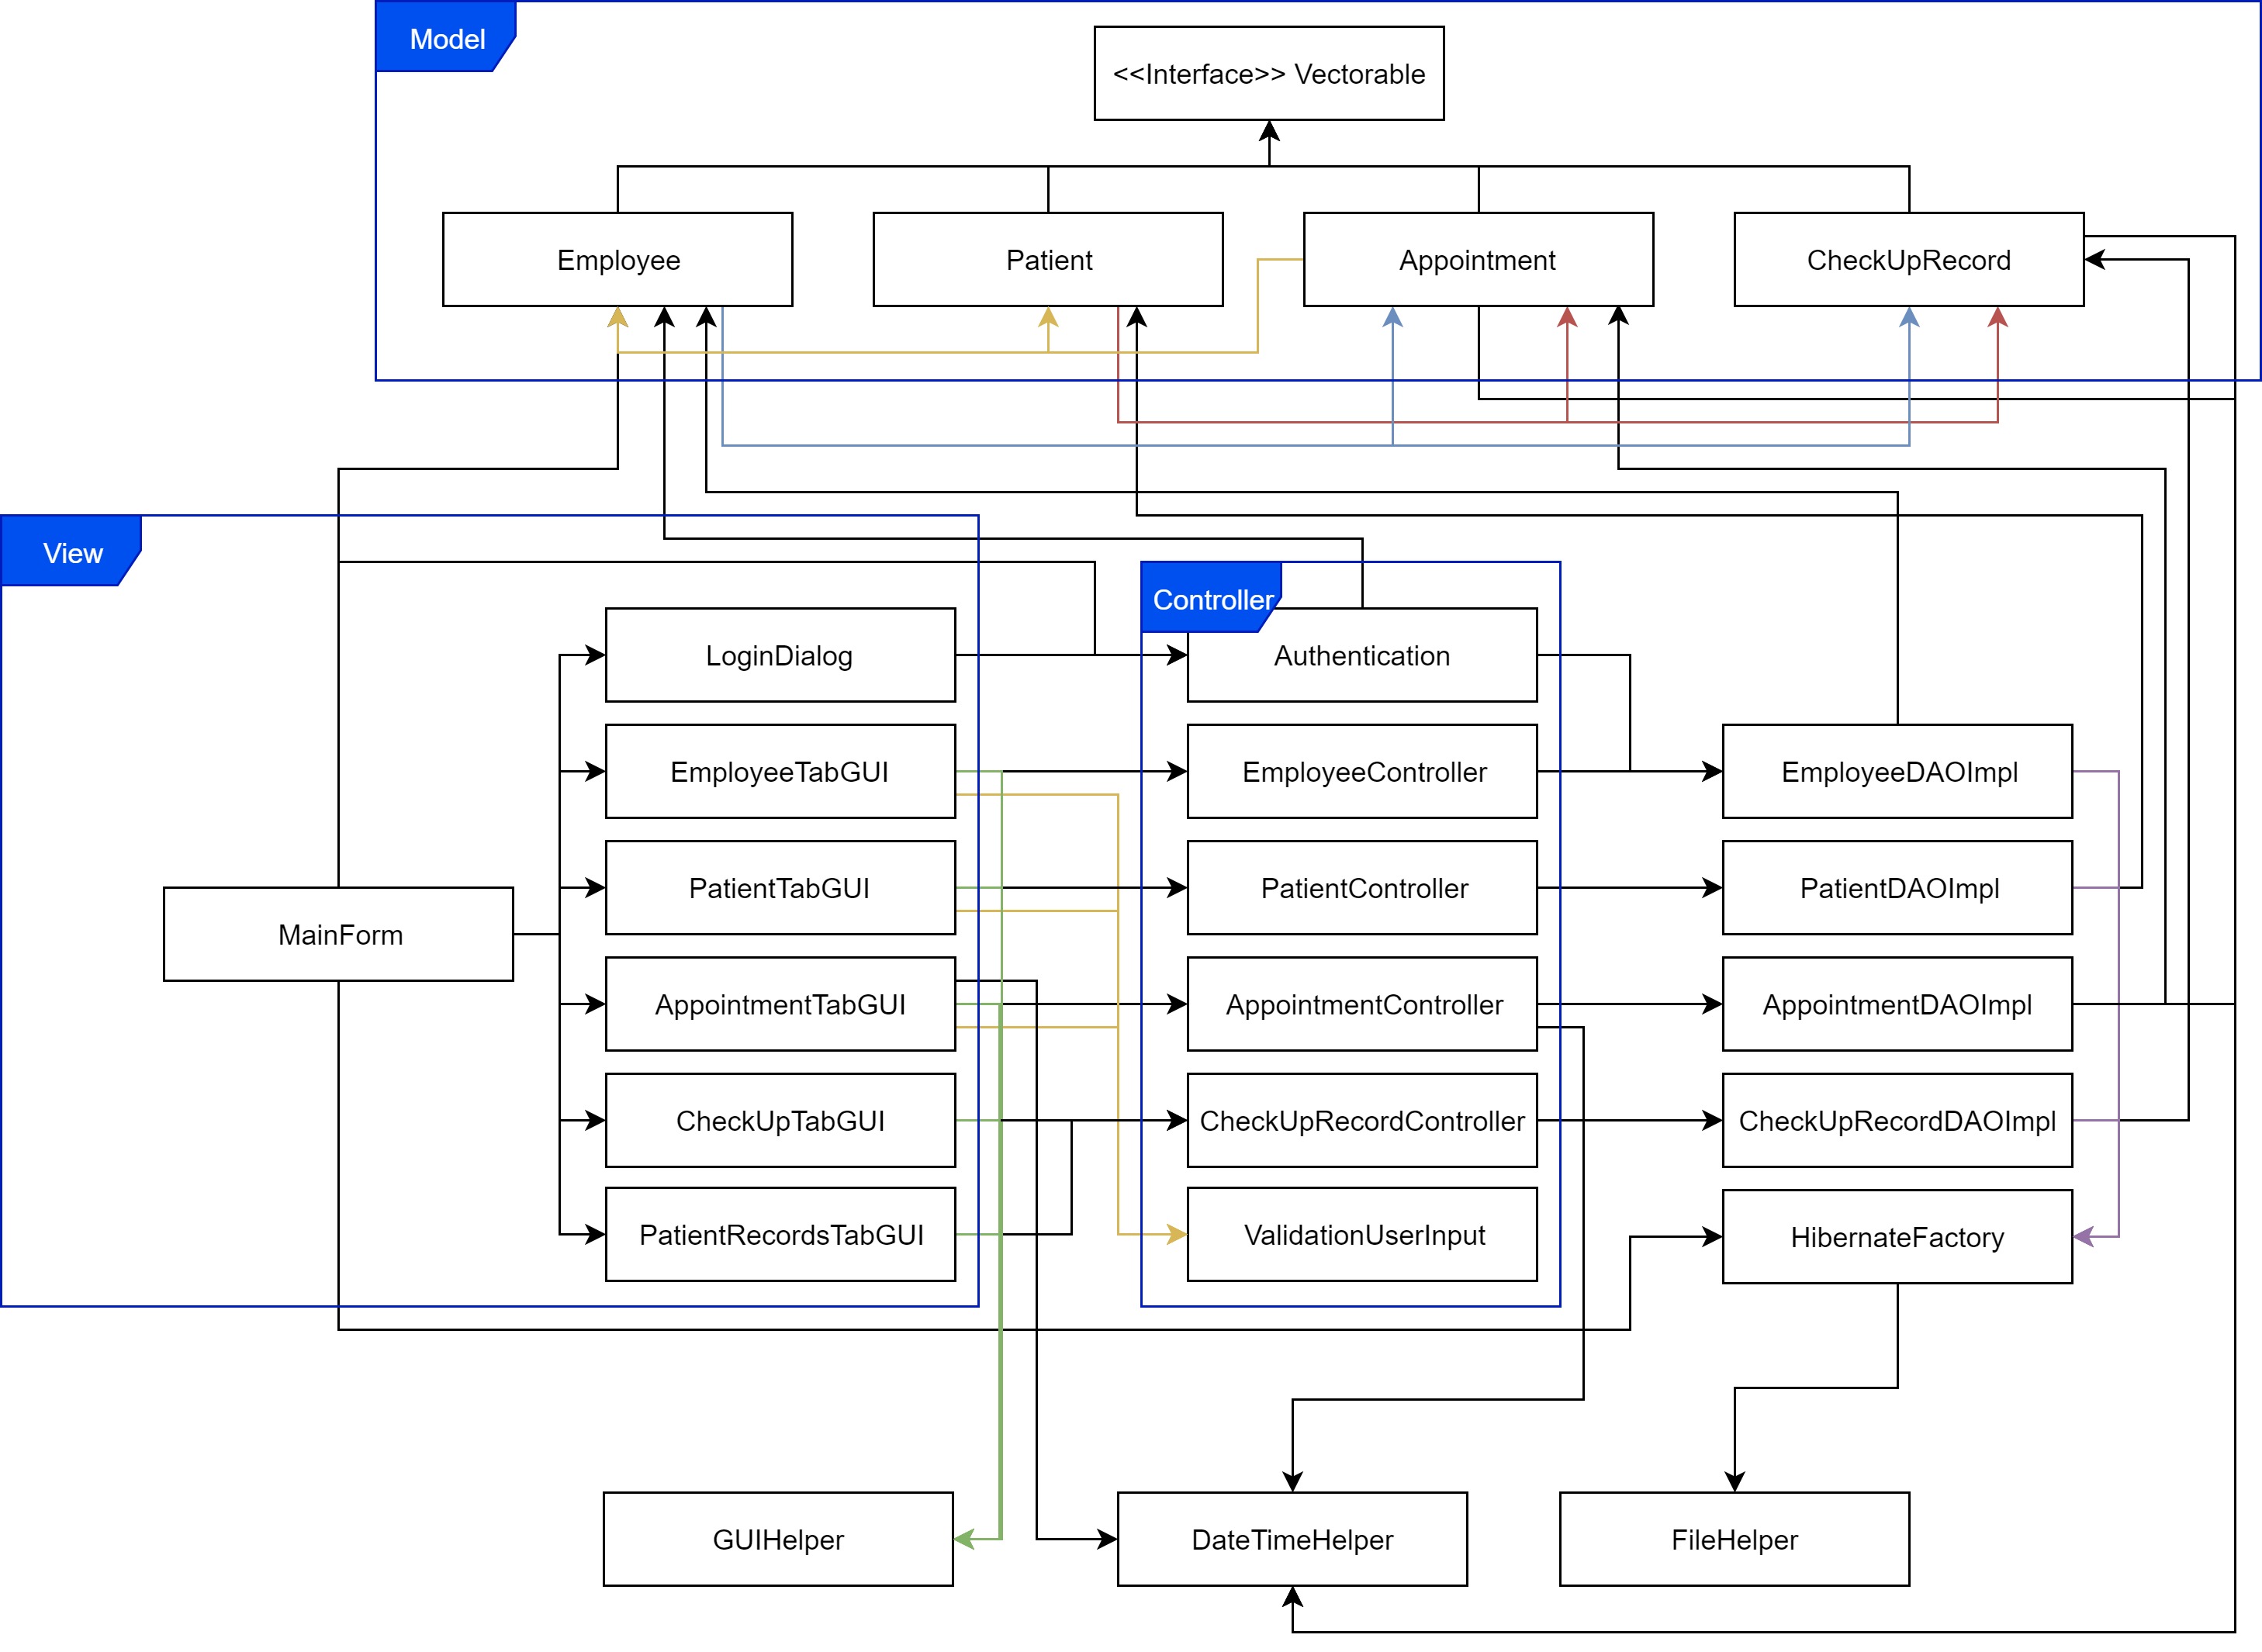 Model
<<Interface>> Vectorable
Employee
Patient
Appointment
CheckUpRecord
View
Controller
LoginDialog
Authentication
EmployeeTabGUI
EmployeeController
EmployeeDAOImpl
PatientTabGUI
PatientController
PatientDAOImpl
MainForm
AppointmentTabGUI
AppointmentController
AppointmentDAOImpl
CheckUpTabGUI
CheckUpRecordController
CheckUpRecordDAOImpl
PatientRecordsTabGUI
ValidationUserInput
HibernateFactory
GUIHelper
DateTimeHelper
FileHelper